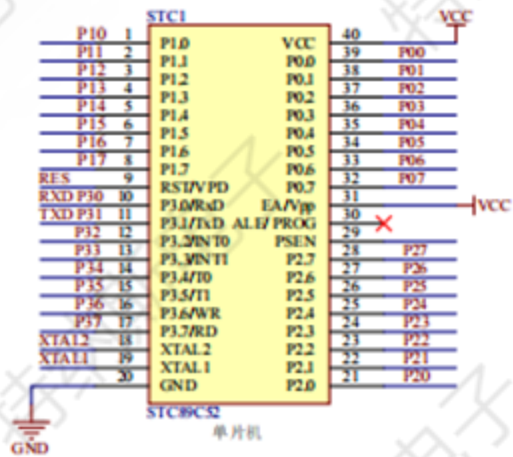 STC1
VCC
P10 1 P1.0 VCC 40
P11 2 P1.1 P0.0 39 P00
P12 3 P1.2 P0.1 38 P01
P13 4 P1.3 P0.2 37 P02
P14 5 P1.4 P0.3 36 P03
P15 6 P1.5 P0.4 35 P04
P16 7 P1.6 P0.5 34 P05
P17 8 P1.7 P0.6 33 P06
RES 9 RST/VPD P0.7 32 P07
RXD P30 10 P3.0/RxD EA/Vpp 31 VCC
TXD P31 11 P3.1/TxD ALE/PROG 30
P32 12 P3.2/INT0 PSEN 29
P33 13 P3.3/INT1 P2.7 28 P27
P34 14 P3.4/T0 P2.6 27 P26
P35 15 P3.5/T1 P2.5 26 P25
P36 16 P3.6/WR P2.4 25 P24
P37 17 P3.7/RD P2.3 24 P23
XTAL2 18 XTAL2 P2.2 23 P22
XTAL1 19 XTAL1 P2.1 22 P21
20 GND P2.0 21 P20
STC89C52
单片机
GND